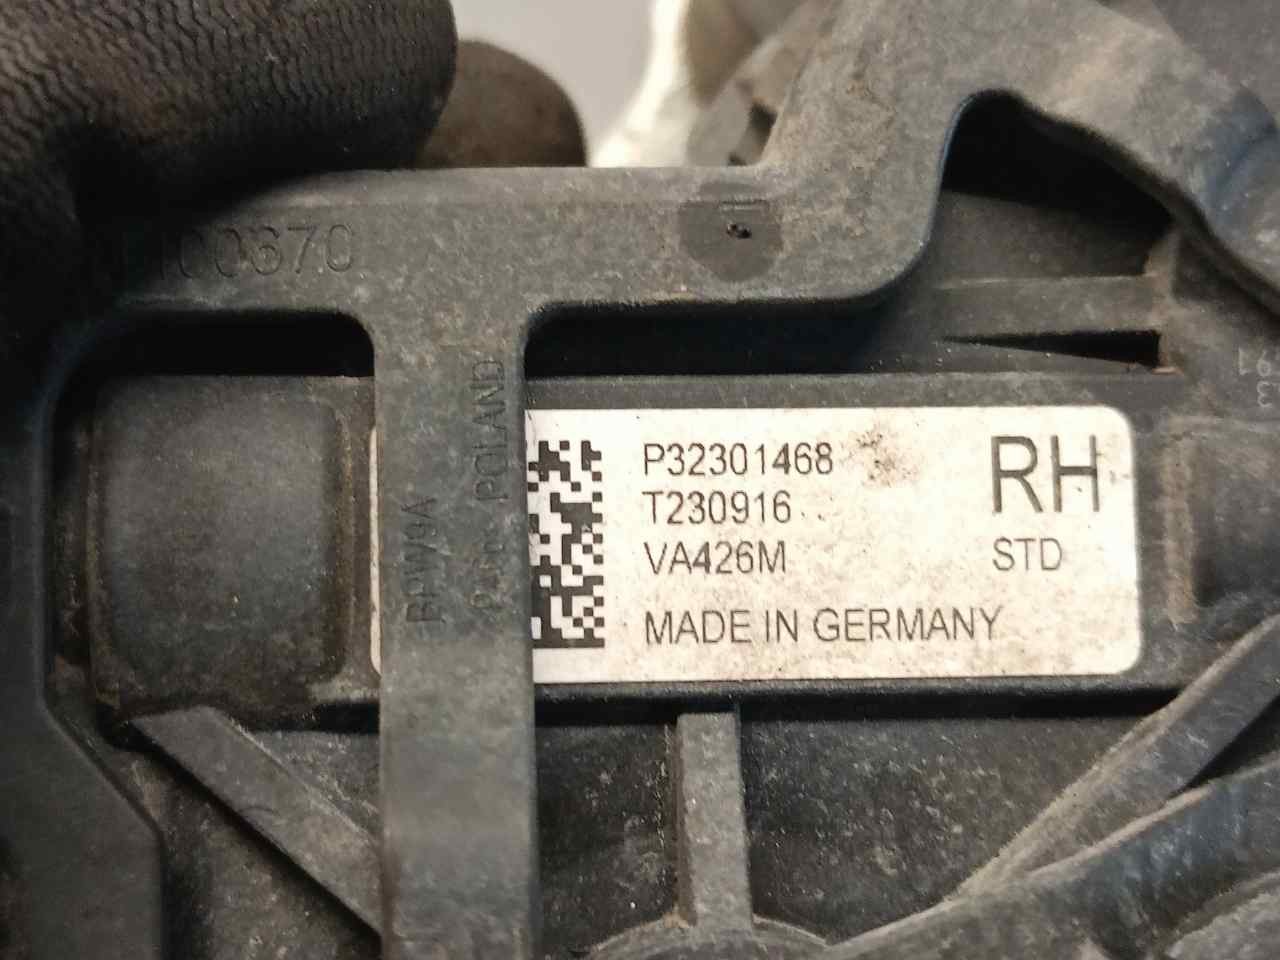 P32301468
T230916
VA426M
MADE IN GERMANY
RH
STD
POLAND